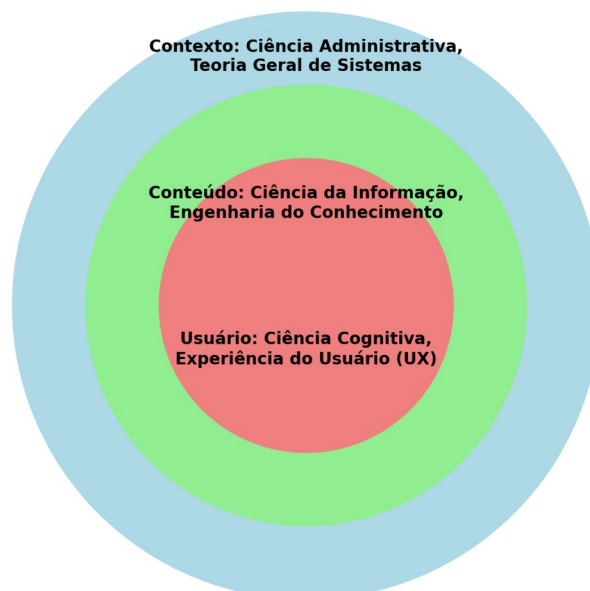 Contexto: Ciência Administrativa,
Teoria Geral de Sistemas
Conteúdo: Ciência da Informação,
Engenharia do Conhecimento
Usuário: Ciência Cognitiva,
Experiência do Usuário (UX)